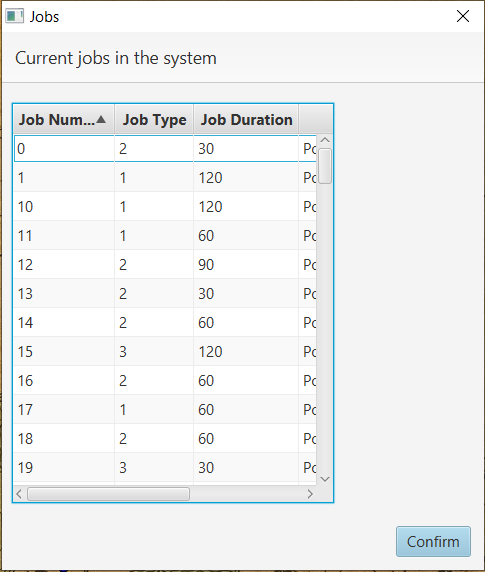 Jobs
Current jobs in the system
Job Num... Job Type Job Duration
0 2 30 Po
1 1 120 Po
10 1 120 Po
11 1 60 Po
12 2 90 Po
13 2 30 Po
14 2 60 Po
15 3 120 Po
16 2 60 Po
17 1 60 Po
18 2 60 Po
19 3 30 Po
Confirm